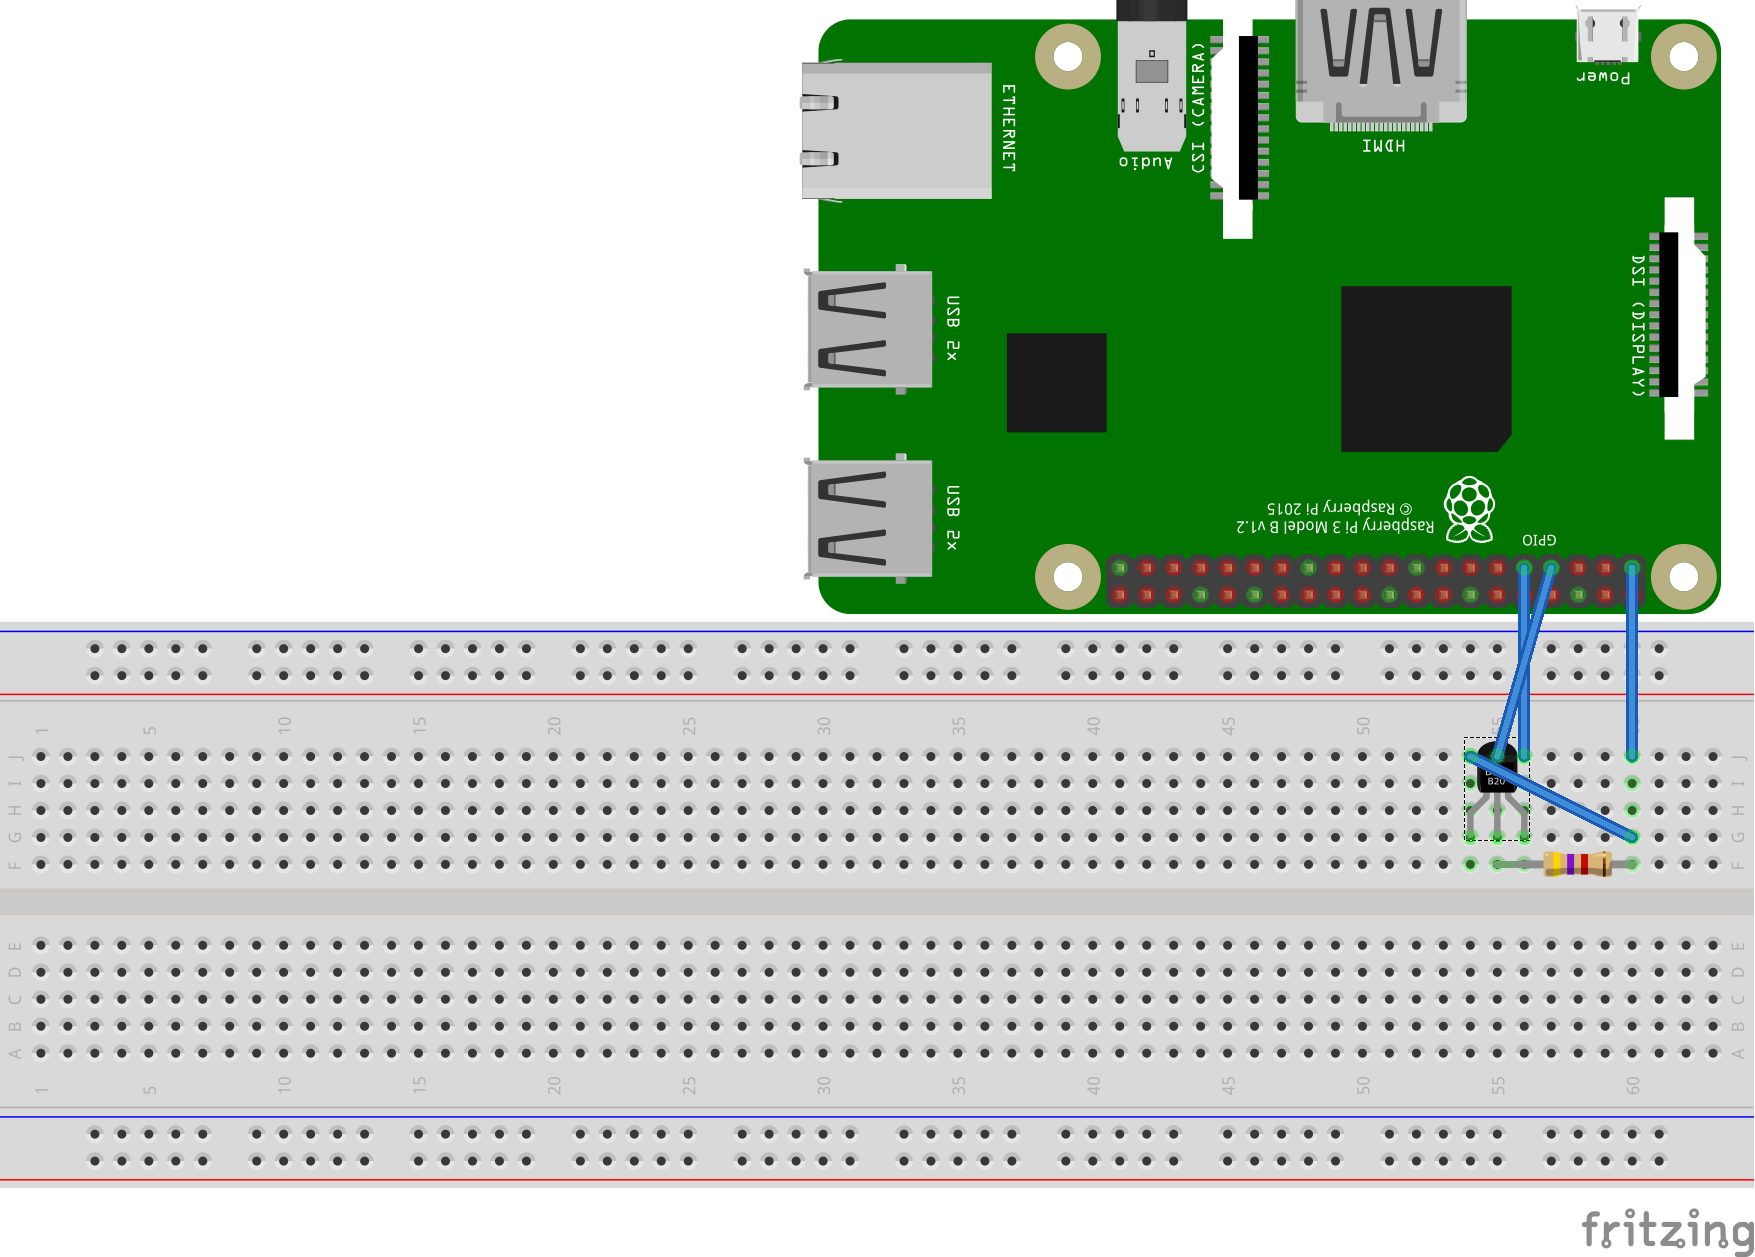 ETHERNET
Audio
CSI (CAMERA)
HDMI
Power
USB 2x
DSI (DISPLAY)
USB 2x
© Raspberry Pi 2015
Raspberry Pi 3 Model B v1.2
GPIO
1 5 10 15 20 25 30 35 40 45 50 55
J J
I I
B20
H H
G G
F F
E E
D D
C C
B B
A A
1 5 10 15 20 25 30 35 40 45 50 55 60
fritzing